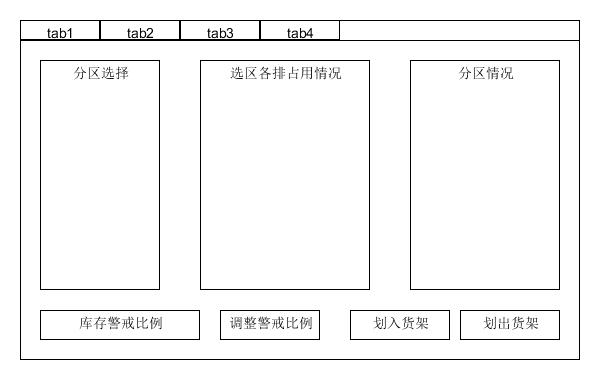 tab1 tab2 tab3 tab4
分区选择 选区各排占用情况 分区情况
库存警戒比例 调整警戒比例 划入货架 划出货架